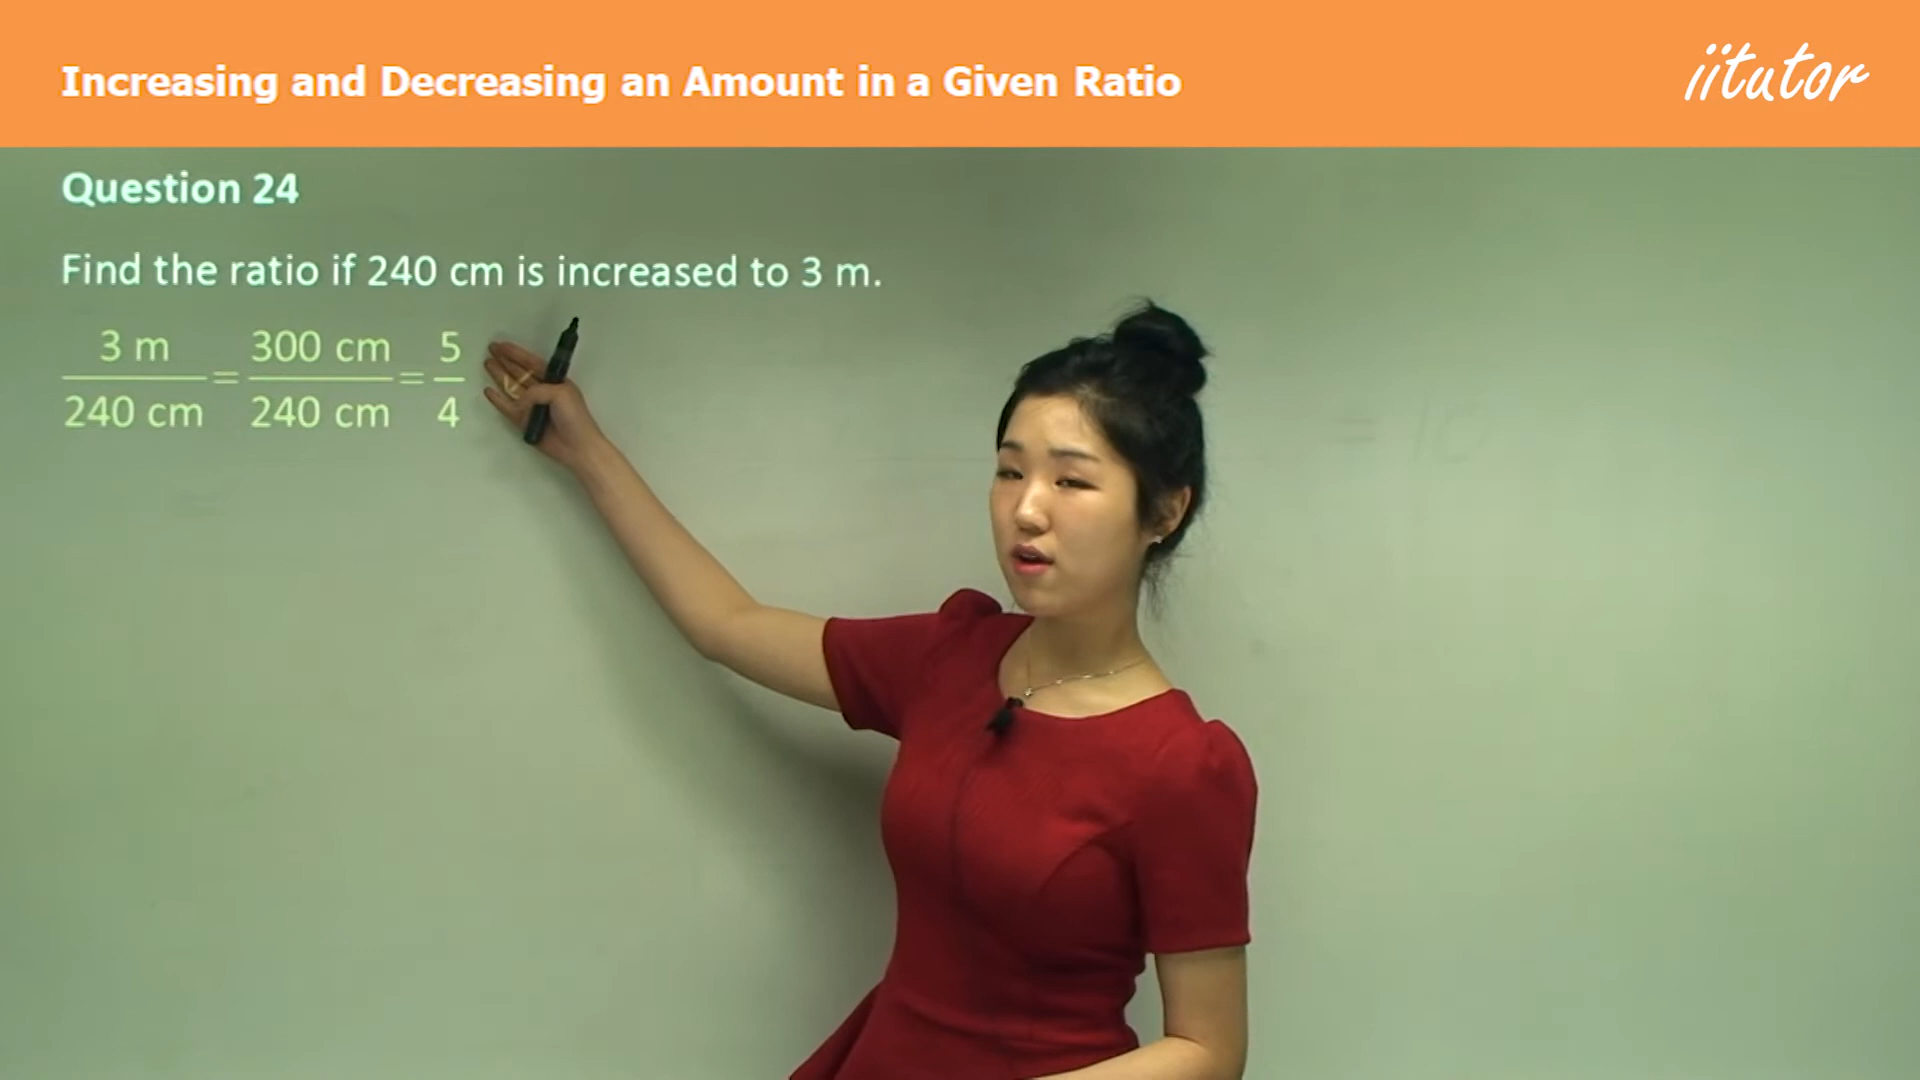 Increasing and Decreasing an Amount in a Given Ratio
iitutor
Question 24
Find the ratio if 240 cm is increased to 3 m.
3 m / 240 cm = 300 cm / 240 cm = 5 / 4